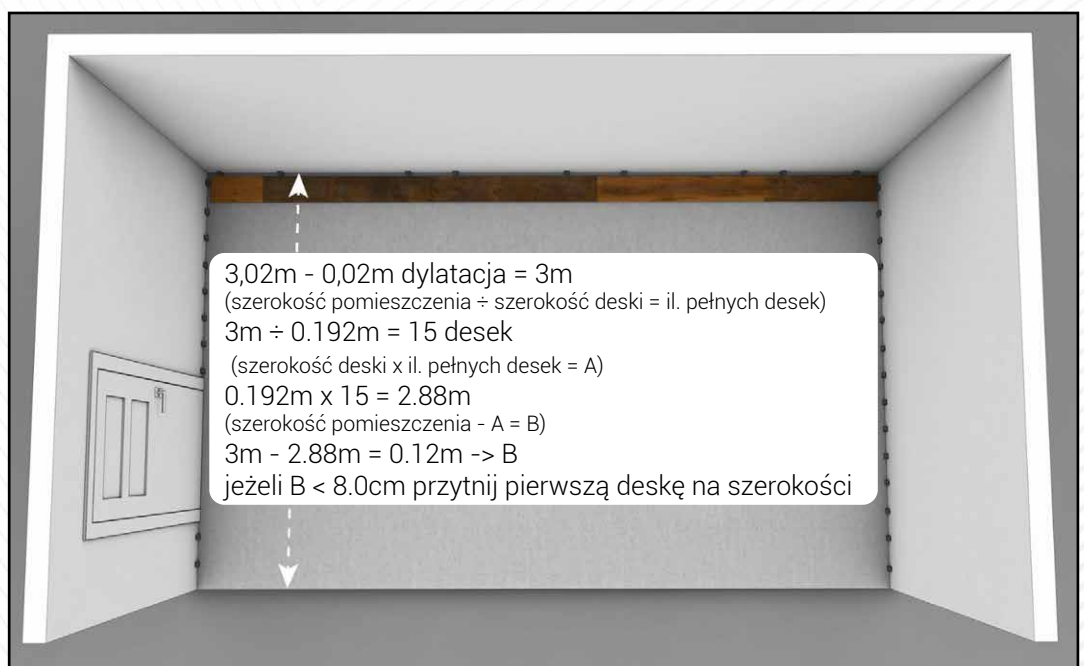 3,02m - 0,02m dylatacja = 3m
(szerokość pomieszczenia ÷ szerokość deski = il. pełnych desek)
3m ÷ 0.192m = 15 desek
(szerokość deski x il. pełnych desek = A)
0.192m x 15 = 2.88m
(szerokość pomieszczenia - A = B)
3m - 2.88m = 0.12m -> B
jeżeli B < 8.0cm przytnij pierwszą deskę na szerokości